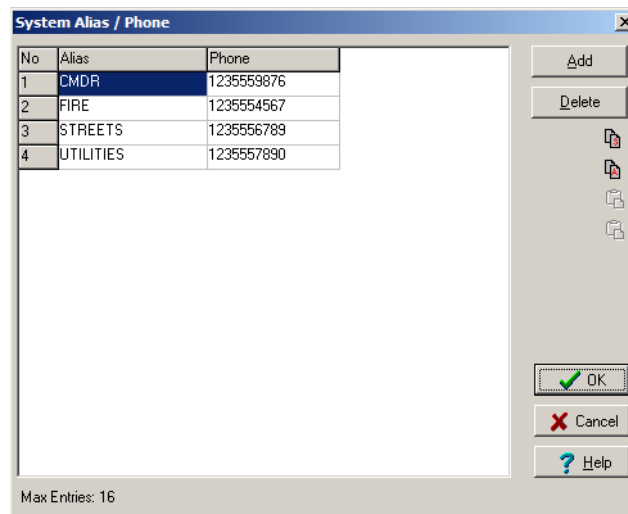 System Alias / Phone
No Alias Phone
1 CMDR 1235559876
2 FIRE 1235554567
3 STREETS 1235556789
4 UTILITIES 1235557890
Add
Delete
OK
Cancel
Help
Max Entries: 16